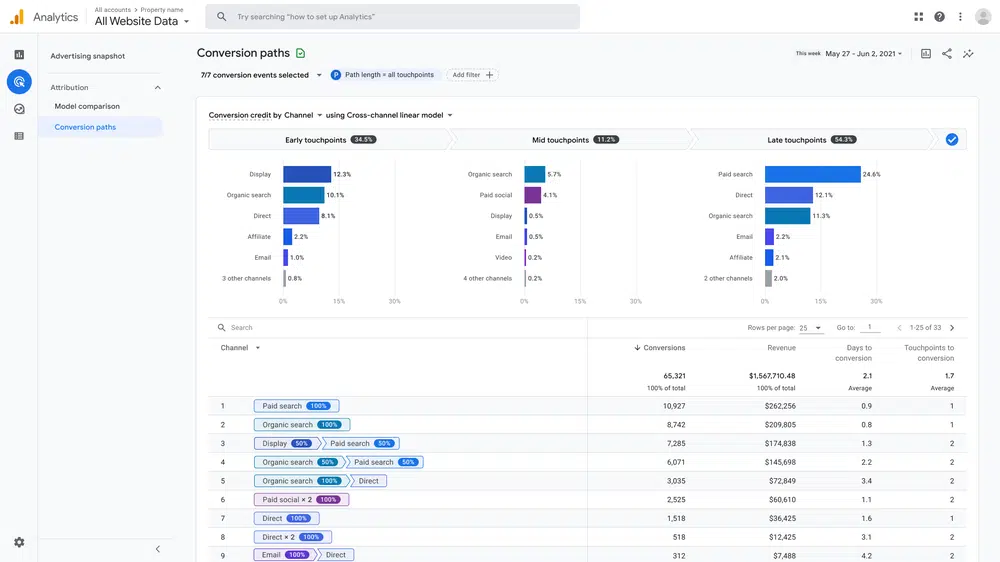 Analytics
All accounts > Property name
All Website Data
Try searching "how to set up Analytics"
Advertising snapshot
Attribution
Model comparison
Conversion paths
Conversion paths
This week May 27 - Jun 2, 2021
7/7 conversion events selected
P Path length = all touchpoints
Add filter +
Conversion credit by Channel using Cross-channel linear model
Early touchpoints 34.5%
Mid touchpoints 11.2%
Late touchpoints 54.3%
Display 12.3%
Organic search 10.1%
Direct 8.1%
Affiliate 2.2%
Email 1.0%
3 other channels 0.8%
0% 15% 30%
Organic search 5.7%
Paid social 4.1%
Display 0.5%
Email 0.5%
Video 0.2%
4 other channels 0.2%
0% 15% 30%
Paid search 24.6%
Direct 12.1%
Organic search 11.3%
Email 2.2%
Affiliate 2.1%
2 other channels 2.0%
0% 15% 30%
Search
Rows per page: 25 Go to: 1 1-25 of 33
Channel
Conversions
Revenue
Days to
conversion
Touchpoints to
conversion
65,321 $1,567,710.48 2.1 1.7
100% of total 100% of total Average Average
1 Paid search 100% 10,927 $262,256 0.9 1
2 Organic search 100% 8,742 $209,805 0.8 1
3 Display 50% Paid search 50% 7,285 $174,838 1.3 2
4 Organic search 50% Paid search 50% 6,071 $145,698 2.2 2
5 Organic search 100% Direct 3,035 $72,849 3.4 2
6 Paid social × 2 100% 2,525 $60,610 1.1 2
7 Direct 100% 1,518 $36,425 1.6 1
8 Direct × 2 100% 518 $12,425 3.1 2
9 Email 100% Direct 312 $7,488 4.2 2